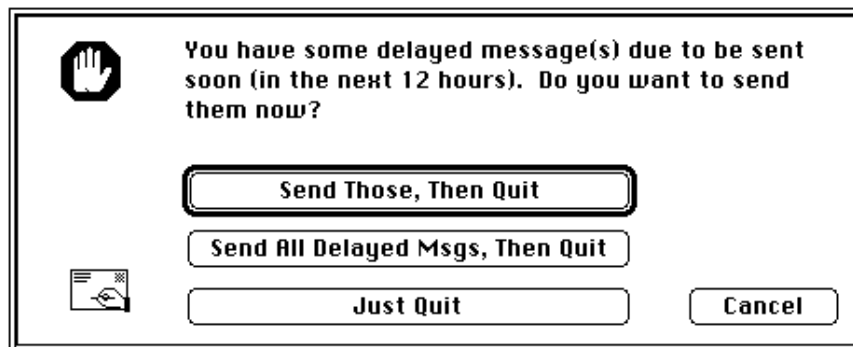 You have some delayed message(s) due to be sent
soon (in the next 12 hours).  Do you want to send
them now?
Send Those, Then Quit
Send All Delayed Msgs, Then Quit
Just Quit
Cancel